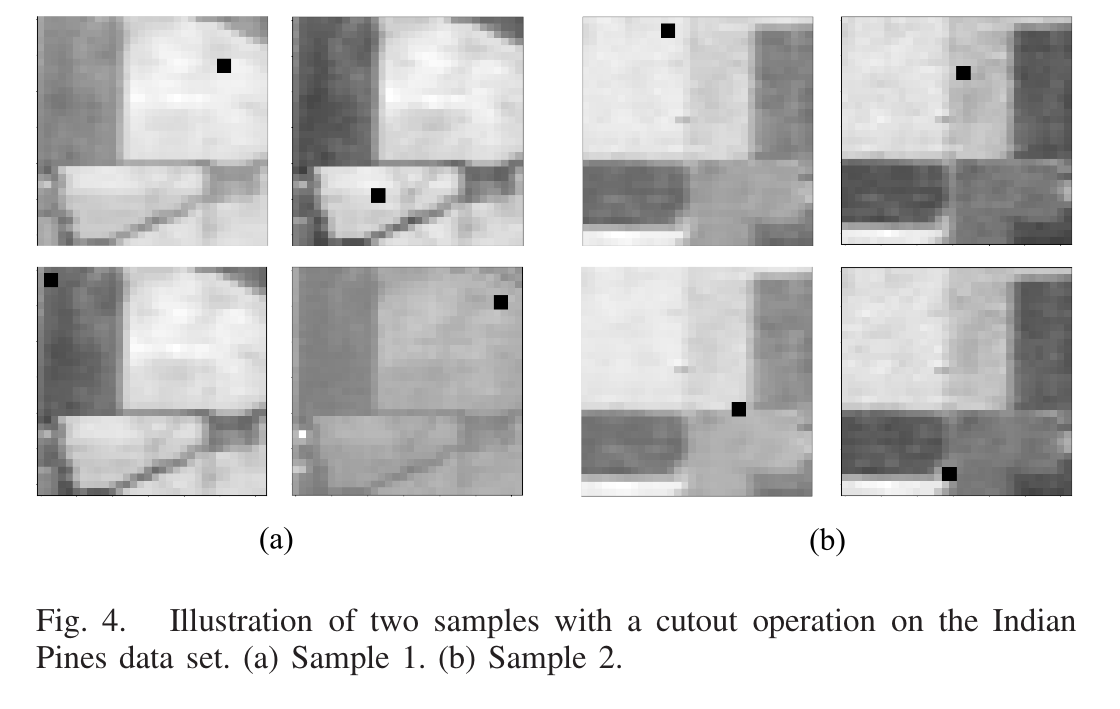 (a)
(b)
Fig. 4. Illustration of two samples with a cutout operation on the Indian
Pines data set. (a) Sample 1. (b) Sample 2.